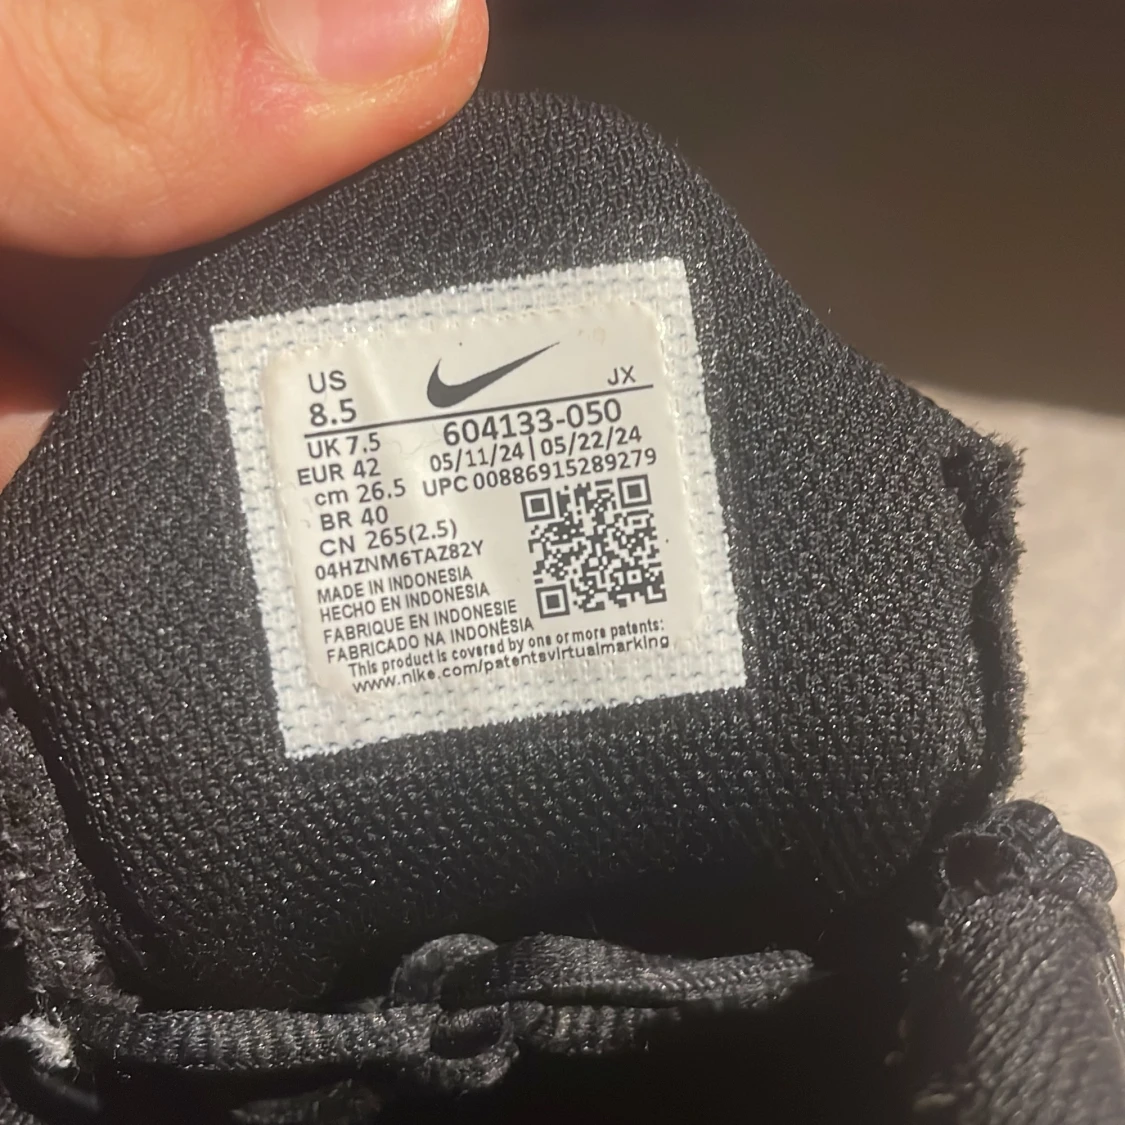 US
8.5
JX
UK 7.5
EUR 42
cm 26.5
BR 40
CN 265(2.5)
604133-050
05/11/24|05/22/24
UPC 00886915289279
04HZNM6TAZ82Y
MADE IN INDONESIA
HECHO EN INDONESIA
FABRIQUE EN INDONESIE
FABRICADO NA INDONÉSIA
This product is covered by one or more patents:
www.nike.com/patentsvirtualmarking